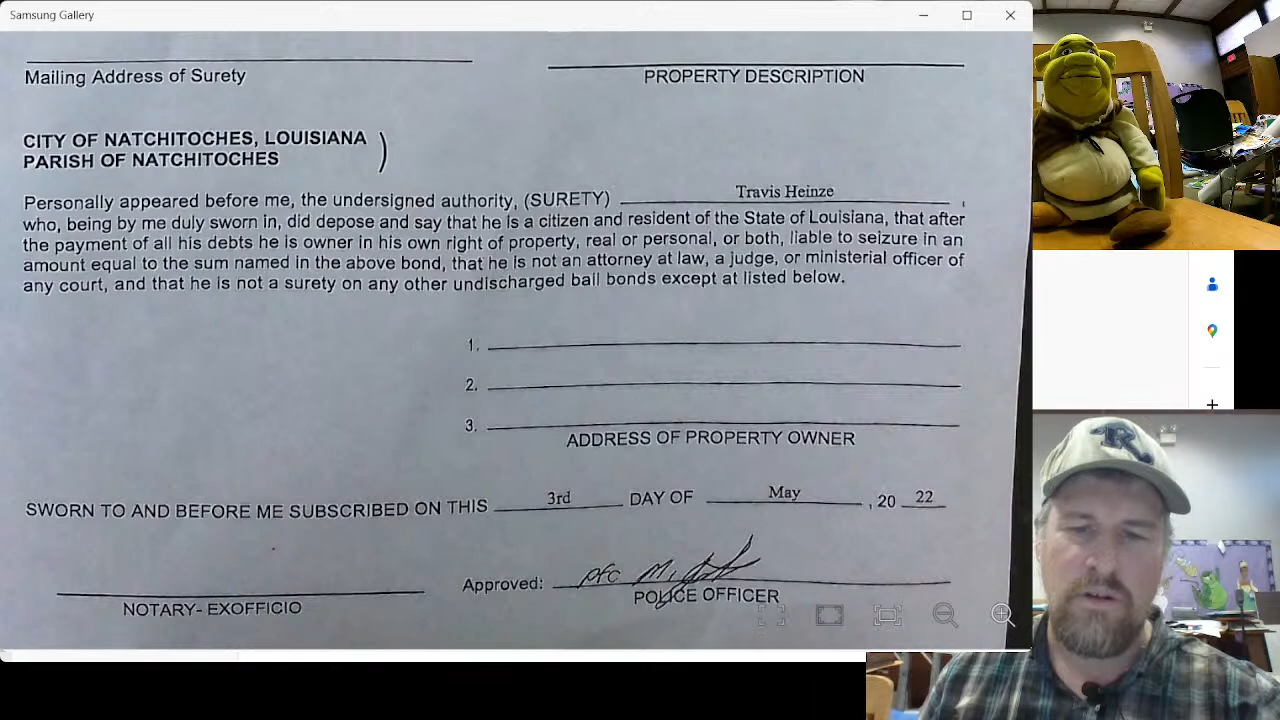 Samsung Gallery
Mailing Address of Surety
PROPERTY DESCRIPTION
CITY OF NATCHITOCHES, LOUISIANA
PARISH OF NATCHITOCHES
Personally appeared before me, the undersigned authority, (SURETY) Travis Heinze,
who, being by me duly sworn in, did depose and say that he is a citizen and resident of the State of Louisiana, that after
the payment of all his debts he is owner in his own right of property, real or personal, or both, liable to seizure in an
amount equal to the sum named in the above bond, that he is not an attorney at law, a judge, or ministerial officer of
any court, and that he is not a surety on any other undischarged bail bonds except at listed below.
1.
2.
3.
ADDRESS OF PROPERTY OWNER
SWORN TO AND BEFORE ME SUBSCRIBED ON THIS 3rd DAY OF May, 20 22
Approved: pfc M.
NOTARY- EXOFFICIO
POLICE OFFICER
R